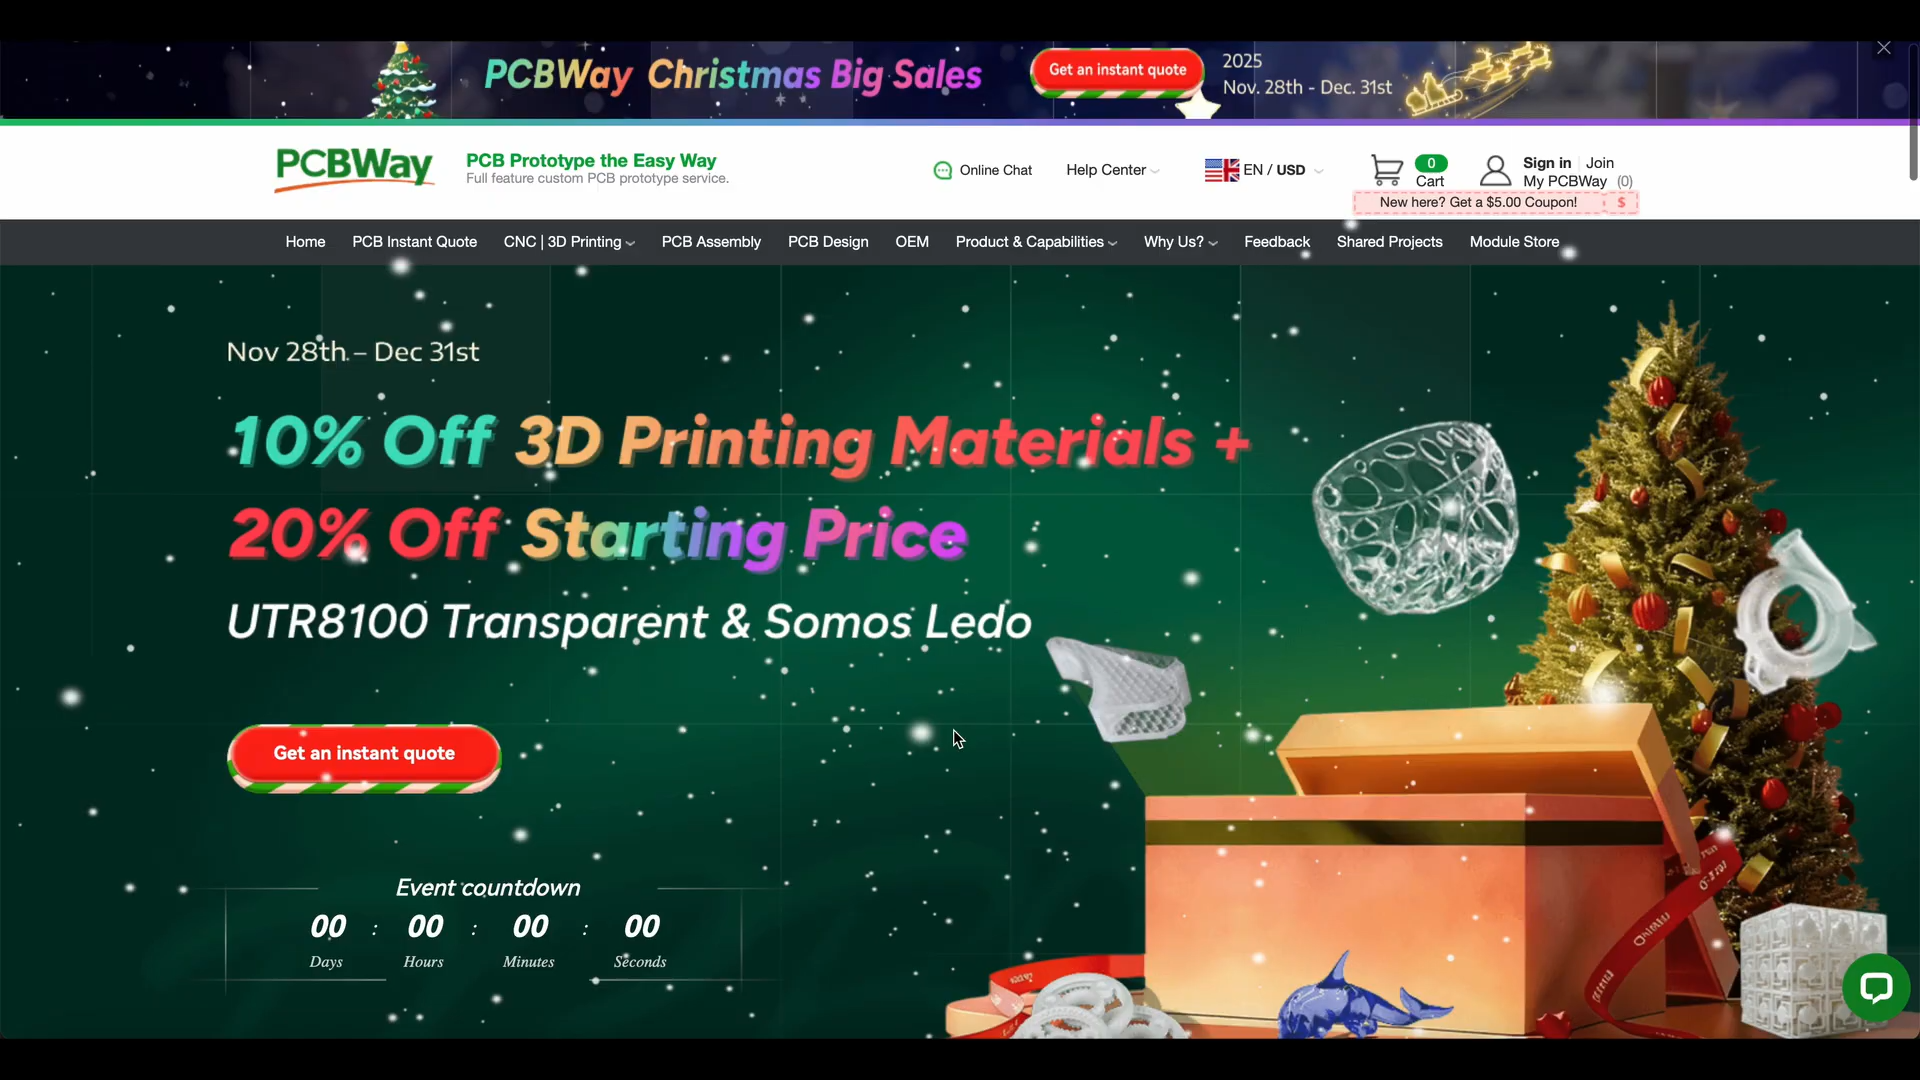 PCBWay Christmas Big Sales
Get an instant quote
2025
Nov. 28th - Dec. 31st
PCBWay
PCB Prototype the Easy Way
Full feature custom PCB prototype service.
Online Chat
Help Center
EN / USD
0
Cart
Sign in
Join
My PCBWay (0)
New here? Get a $5.00 Coupon! $
Home
PCB Instant Quote
CNC | 3D Printing
PCB Assembly
PCB Design
OEM
Product & Capabilities
Why Us?
Feedback
Shared Projects
Module Store
Nov 28th – Dec 31st
10% Off 3D Printing Materials +
20% Off Starting Price
UTR8100 Transparent & Somos Ledo
Get an instant quote
Event countdown
00 : 00 : 00 : 00
Days Hours Minutes Seconds